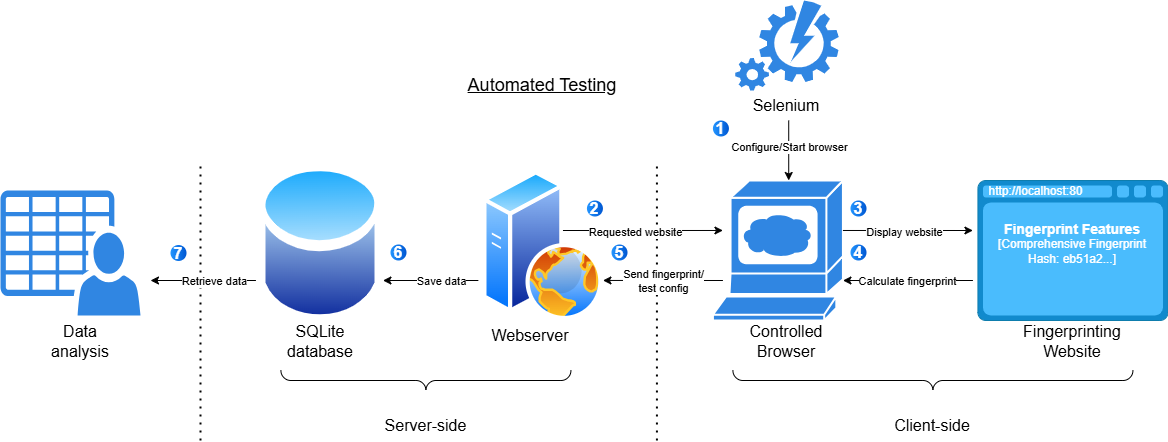 Automated Testing
Selenium
1
Configure/Start browser
2
Requested website
3
Display website
http://localhost:80
Fingerprint Features
[Comprehensive Fingerprint
Hash: eb51a2...]
4
Calculate fingerprint
5
Send fingerprint/
test config
6
Save data
7
Retrieve data
Data
analysis
SQLite
database
Webserver
Controlled
Browser
Fingerprinting
Website
Server-side
Client-side